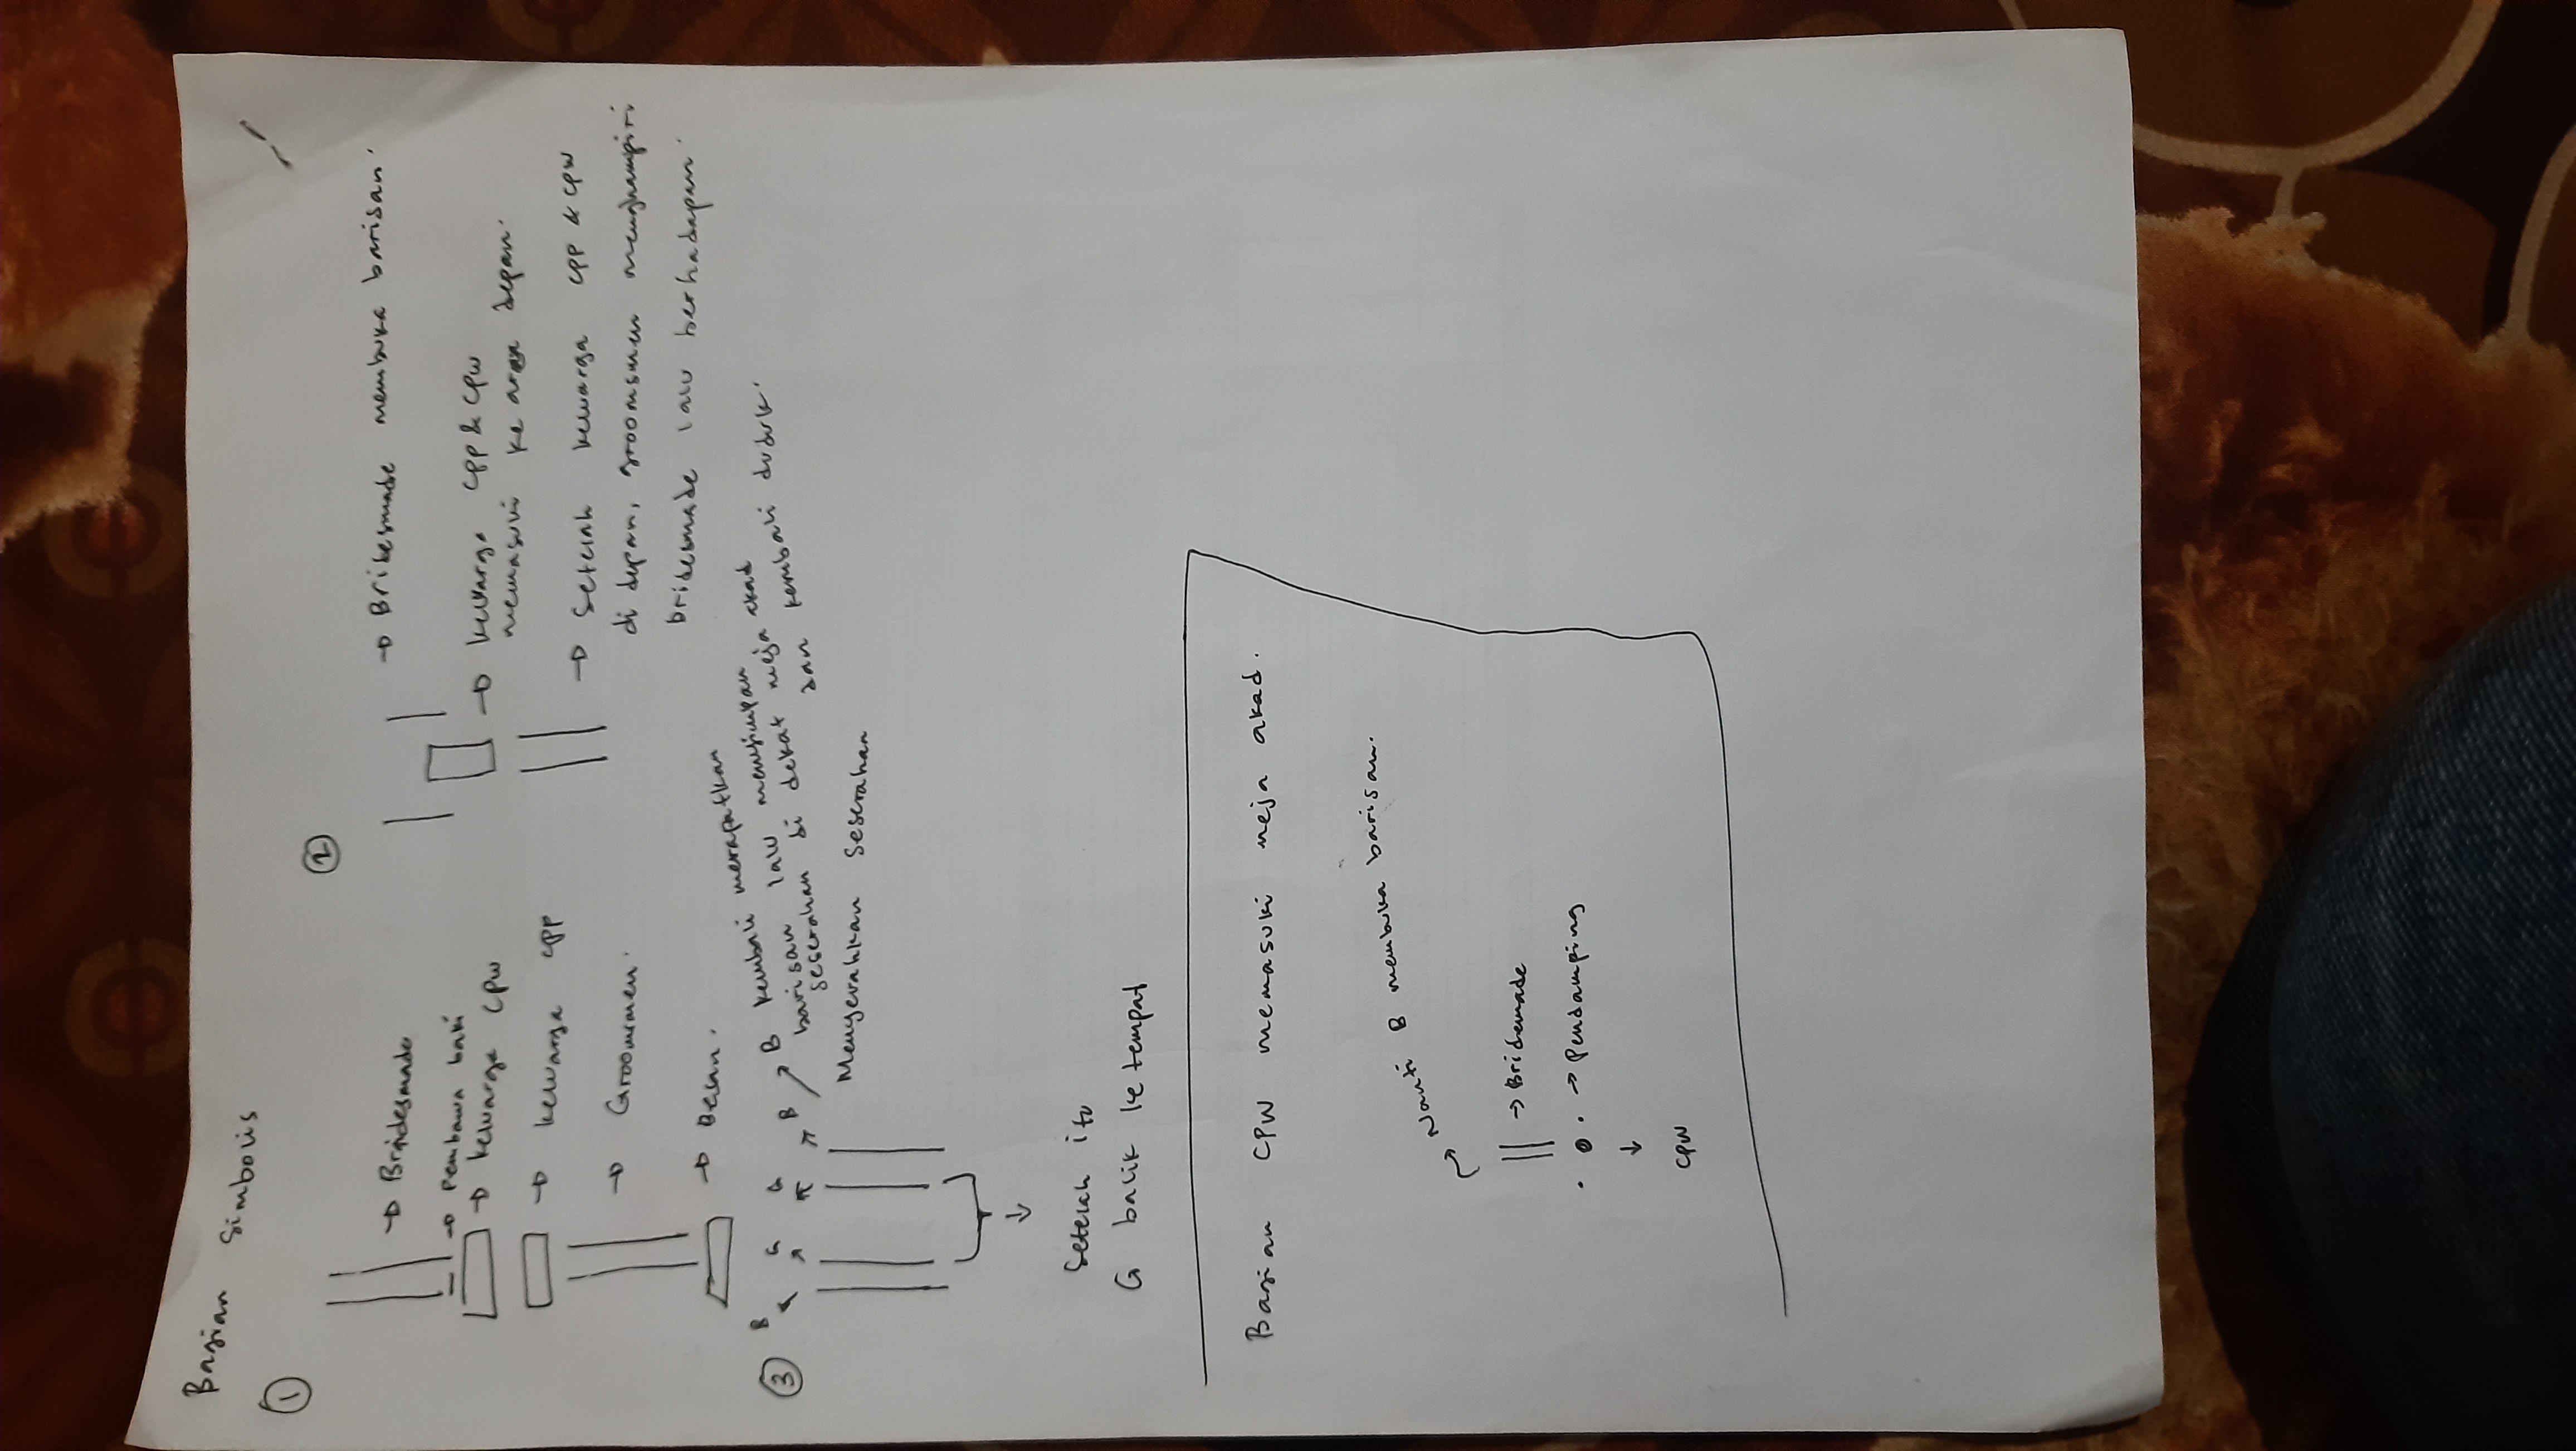 Bagian Simbolis
①
→ Bridesmade
→ Pembawa baki
→ keluarga cpw
→ keluarga cpp
→ Groomsmen.
→ Besan.
②
→ Bridesmade membuka barisan.
→ keluarga cpp & cpw
memasuki ke area depan.
→ Setelah keluarga cpp & cpw
di depan, groomsmen menghampiri
bridesmade lalu berhadapan.
③
B G G B
B kembali merapatkan
barisan lalu menyimpan
seserahan di dekat meja akad
dan kembali duduk.
Menyerahkan Seserahan
Setelah itu
G balik ke tempat
Bagian CPW memasuki meja akad.
Nanti B membuka barisan.
→ Bridemade
→ Pendamping
CPW